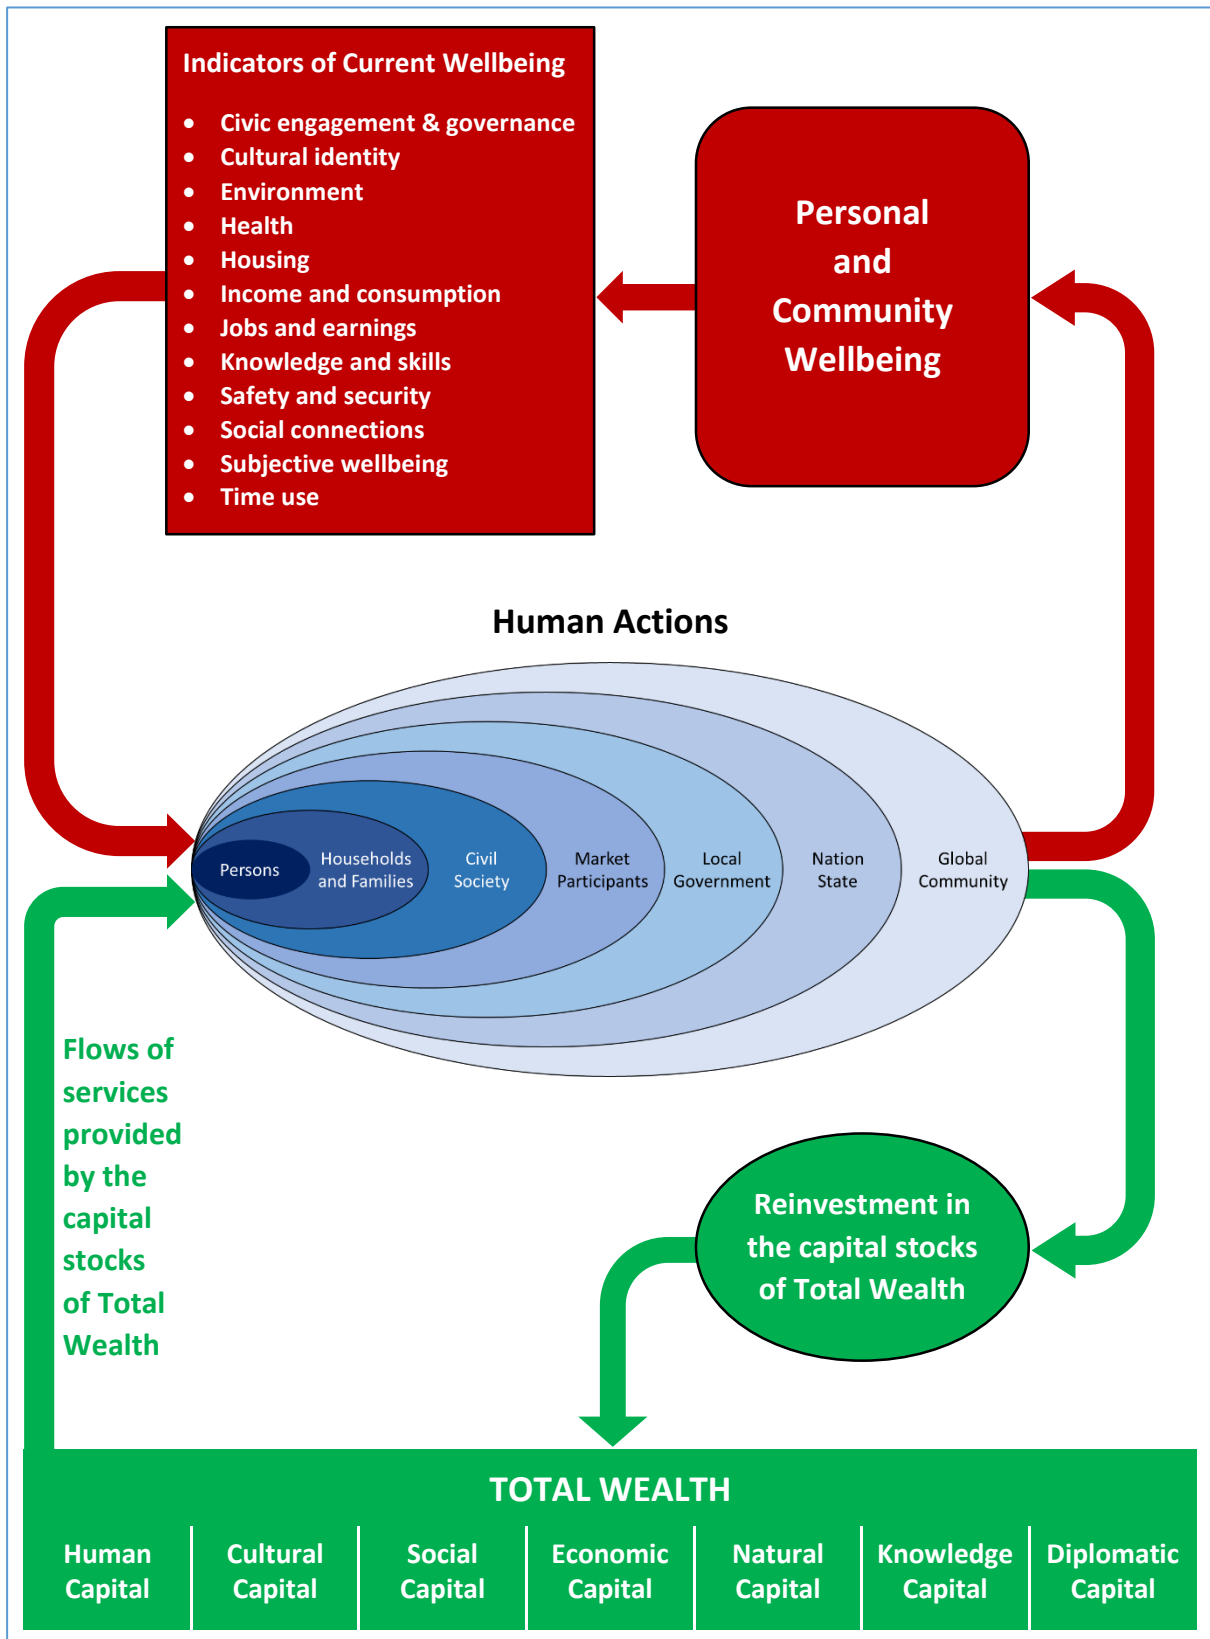 Indicators of Current Wellbeing
• Civic engagement & governance
• Cultural identity
• Environment
• Health
• Housing
• Income and consumption
• Jobs and earnings
• Knowledge and skills
• Safety and security
• Social connections
• Subjective wellbeing
• Time use
Personal
and
Community
Wellbeing
Human Actions
Persons
Households
and Families
Civil
Society
Market
Participants
Local
Government
Nation
State
Global
Community
Flows of
services
provided
by the
capital
stocks
of Total
Wealth
Reinvestment in
the capital stocks
of Total Wealth
TOTAL WEALTH
Human
Capital
Cultural
Capital
Social
Capital
Economic
Capital
Natural
Capital
Knowledge
Capital
Diplomatic
Capital